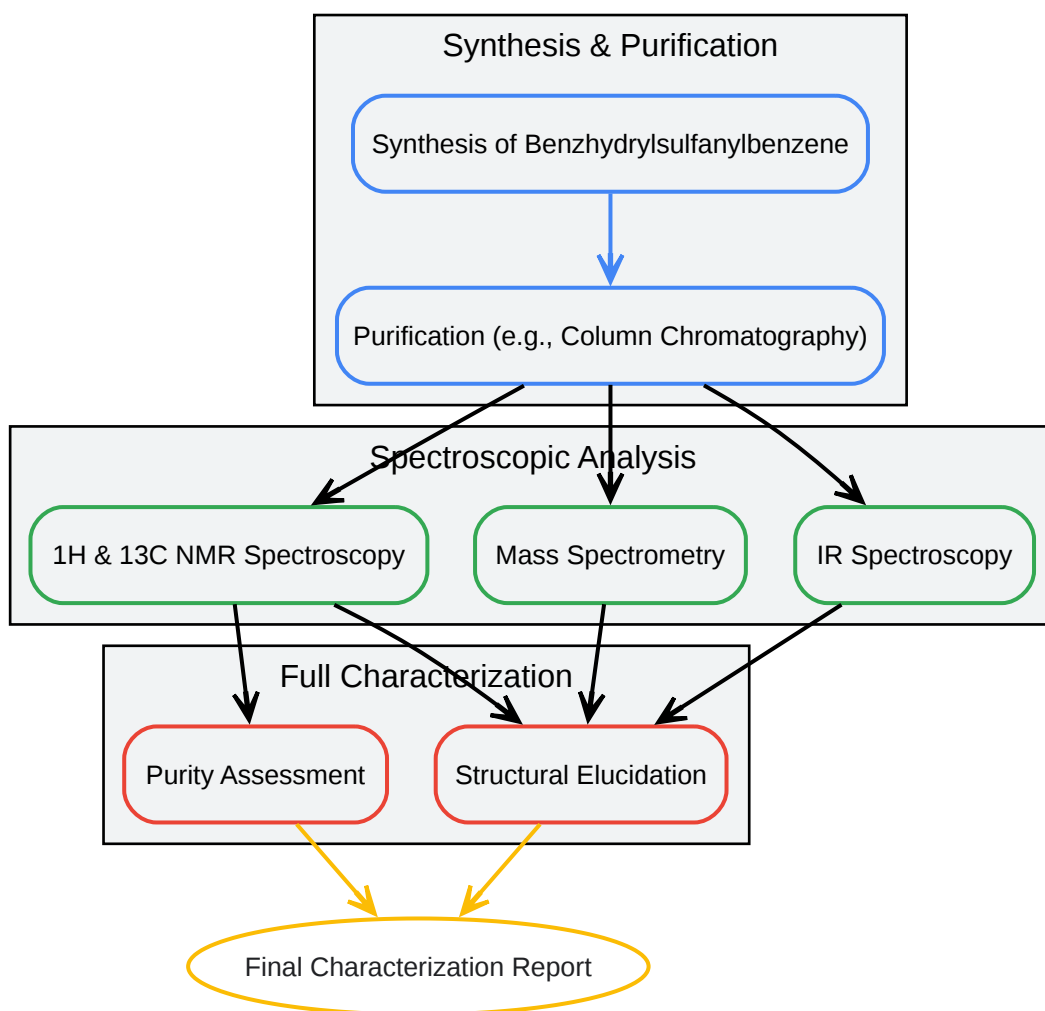 Synthesis & Purification
Synthesis of Benzhydrylsulfanylbenzene
Purification (e.g., Column Chromatography)
Spectroscopic Analysis
1H & 13C NMR Spectroscopy
Mass Spectrometry
IR Spectroscopy
Full Characterization
Purity Assessment
Structural Elucidation
Final Characterization Report